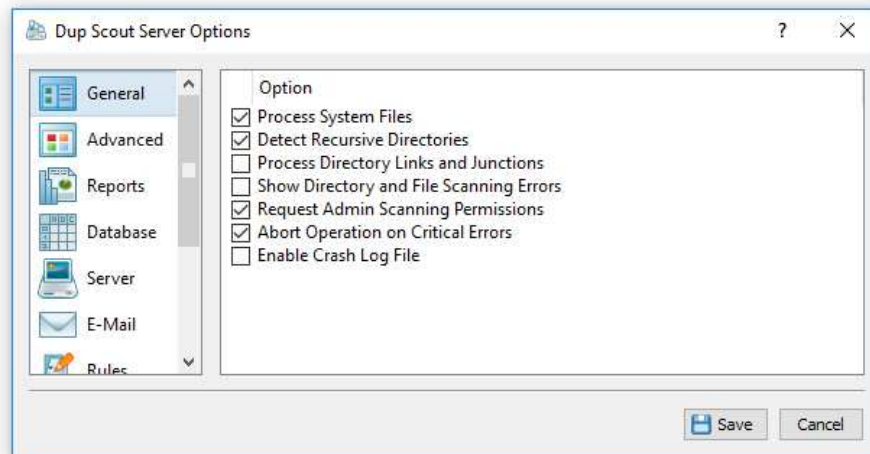 Dup Scout Server Options
?
General
Advanced
Reports
Database
Server
E-Mail
Rules
Option
Process System Files
Detect Recursive Directories
Process Directory Links and Junctions
Show Directory and File Scanning Errors
Request Admin Scanning Permissions
Abort Operation on Critical Errors
Enable Crash Log File
Save
Cancel